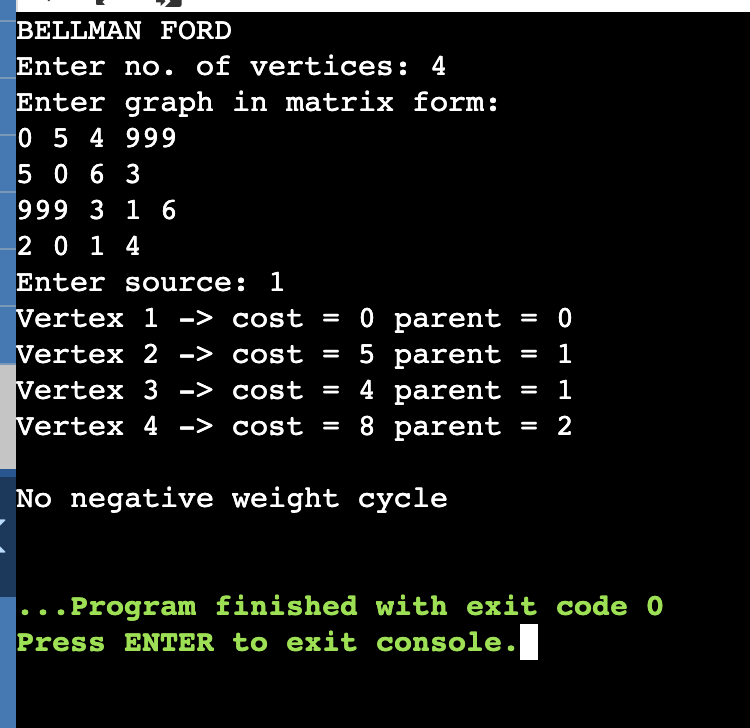 BELLMAN FORD
Enter no. of vertices: 4
Enter graph in matrix form:
0 5 4 999
5 0 6 3
999 3 1 6
2 0 1 4
Enter source: 1
Vertex 1 -> cost = 0 parent = 0
Vertex 2 -> cost = 5 parent = 1
Vertex 3 -> cost = 4 parent = 1
Vertex 4 -> cost = 8 parent = 2
No negative weight cycle
...Program finished with exit code 0
Press ENTER to exit console.